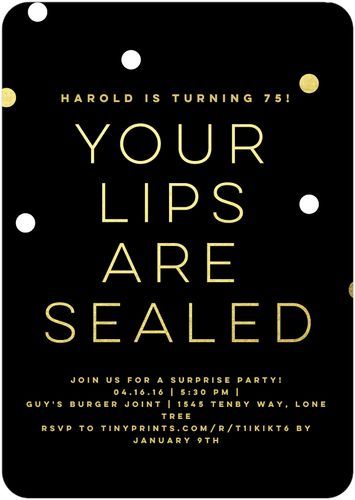 HAROLD IS TURNING 75!
YOUR
LIPS
ARE
SEALED
JOIN US FOR A SURPRISE PARTY!
04.16.16 | 5:30 PM |
GUY'S BURGER JOINT | 1545 TENBY WAY, LONE
TREE
RSVP TO TINYPRINTS.COM/R/T1IKIKT6 BY
JANUARY 9TH